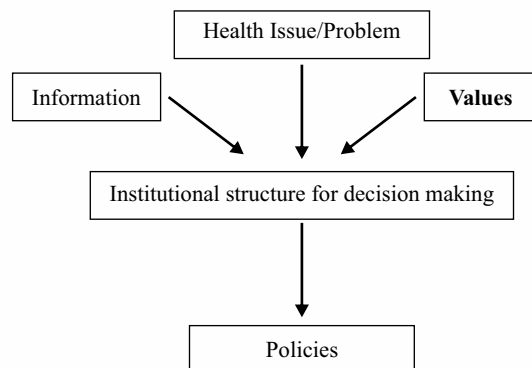 Health Issue/Problem
Information
Values
Institutional structure for decision making
Policies